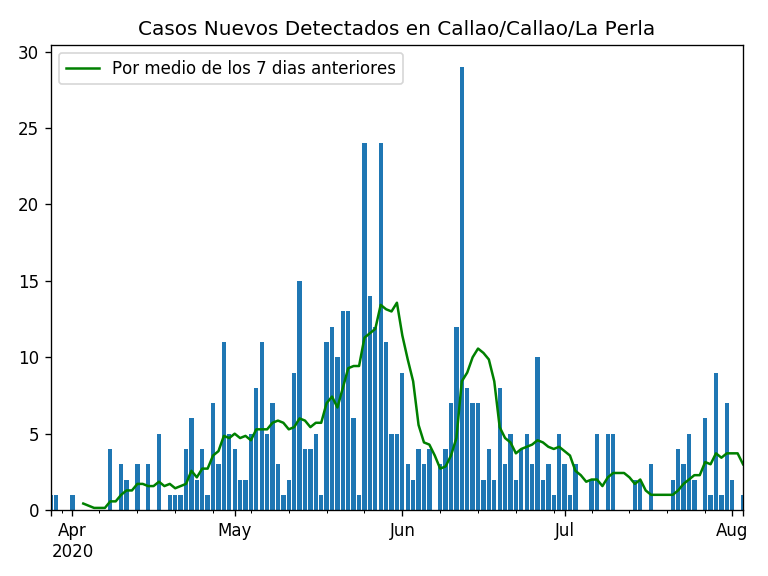 Casos Nuevos Detectados en Callao/Callao/La Perla
Por medio de los 7 dias anteriores
30
25
20
15
10
5
0
Apr May Jun Jul Aug
2020